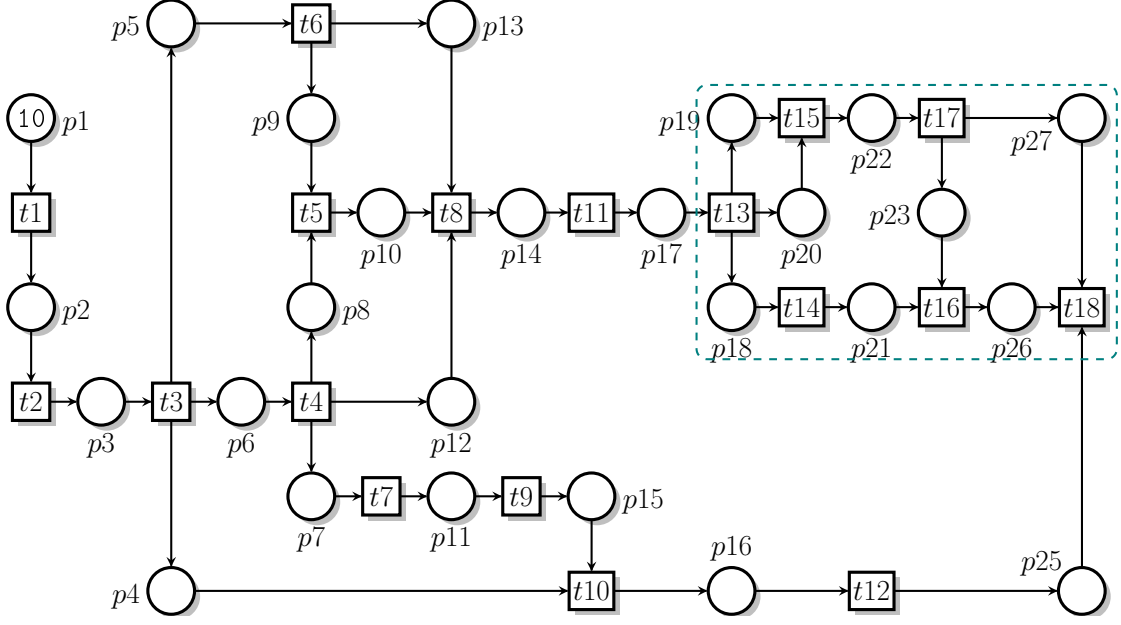 p5 t6 p13
10 p1 p9 p19 t15 p22 t17 p27
t1 t5 p10 t8 p14 t11 p17 t13 p20 p23
p2 p8 p18 t14 p21 t16 p26 t18
t2 p3 t3 p6 t4 p12
p7 t7 p11 t9 p15
p4 t10 p16 t12 p25